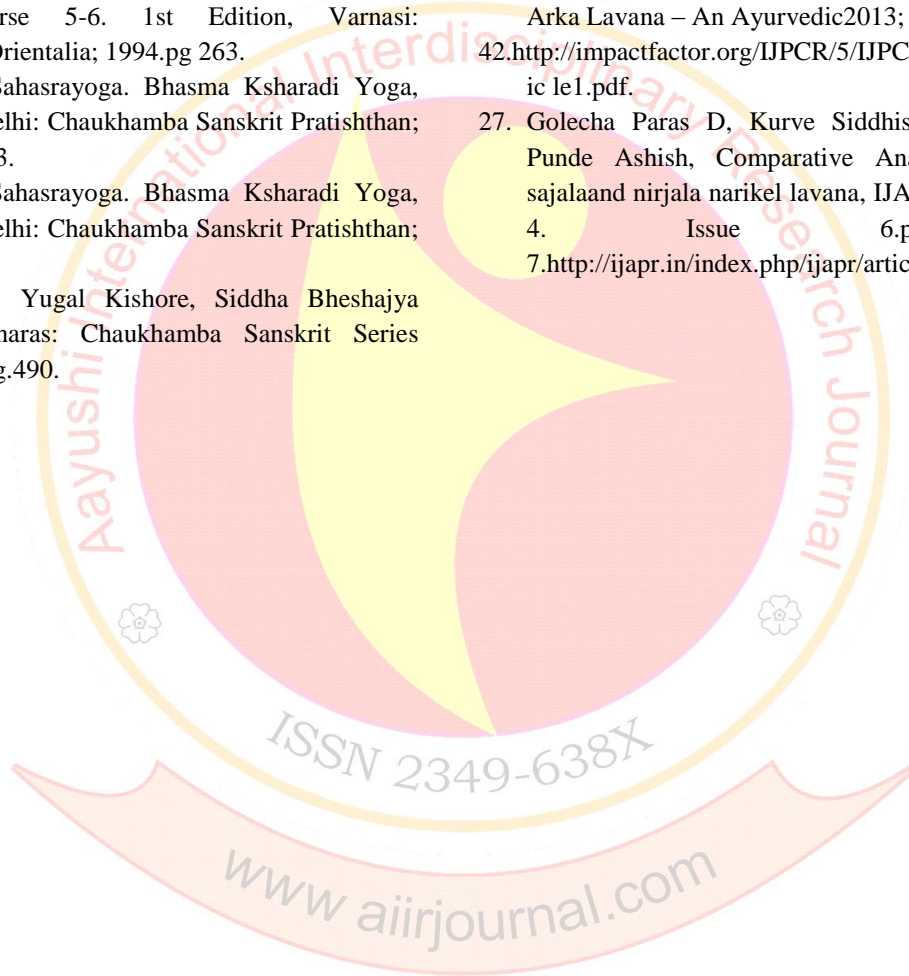 rse 5-6. 1st Edition, Varnasi:
Orientalia; 1994.pg 263.
Sahasrayoga. Bhasma Ksharadi Yoga,
elhi: Chaukhamba Sanskrit Pratishthan;
3.
Sahasrayoga. Bhasma Ksharadi Yoga,
elhi: Chaukhamba Sanskrit Pratishthan;
Yugal Kishore, Siddha Bheshajya
naras: Chaukhamba Sanskrit Series
g.490.
Arka Lavana – An Ayurvedic2013;
42.http://impactfactor.org/IJPCR/5/IJPC
ic le1.pdf.
27. Golecha Paras D, Kurve Siddhis
Punde Ashish, Comparative Ana
sajalaand nirjala narikel lavana, IJA
4. Issue 6.p
7.http://ijapr.in/index.php/ijapr/artic
Aayushi International Interdisciplinary Research Journal
ISSN 2349-638X
www aiirjournal.com